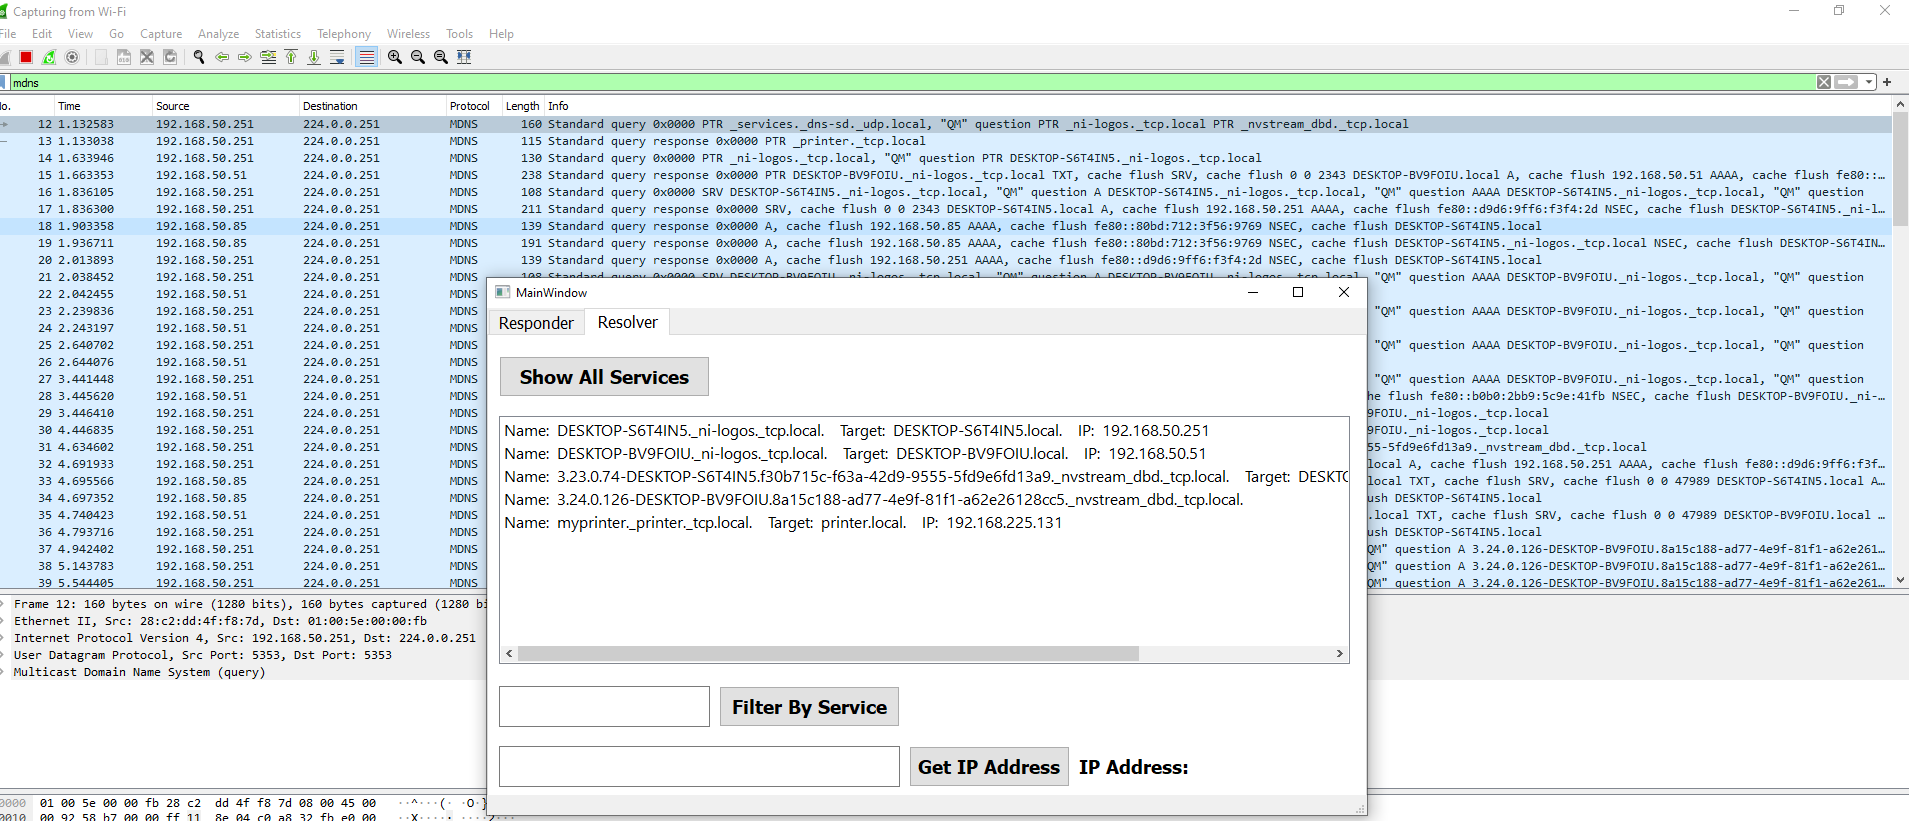 Capturing from Wi-Fi
File Edit View Go Capture Analyze Statistics Telephony Wireless Tools Help
mdns
No. Time Source Destination Protocol Length Info
12 1.132583 192.168.50.251 224.0.0.251 MDNS 160 Standard query 0x0000 PTR _services._dns-sd._udp.local, "QM" question PTR _ni-logos._tcp.local PTR _nvstream_dbd._tcp.local
13 1.133038 192.168.50.251 224.0.0.251 MDNS 115 Standard query response 0x0000 PTR _printer._tcp.local
14 1.633946 192.168.50.251 224.0.0.251 MDNS 130 Standard query 0x0000 PTR _ni-logos._tcp.local, "QM" question PTR DESKTOP-S6T4IN5._ni-logos._tcp.local
15 1.663353 192.168.50.51 224.0.0.251 MDNS 238 Standard query response 0x0000 PTR DESKTOP-BV9FOIU._ni-logos._tcp.local TXT, cache flush SRV, cache flush 0 0 2343 DESKTOP-BV9FOIU.local A, cache flush 192.168.50.51 AAAA, cache flush fe80::…
16 1.836105 192.168.50.251 224.0.0.251 MDNS 108 Standard query 0x0000 SRV DESKTOP-S6T4IN5._ni-logos._tcp.local, "QM" question A DESKTOP-S6T4IN5._ni-logos._tcp.local, "QM" question AAAA DESKTOP-S6T4IN5._ni-logos._tcp.local, "QM" question
17 1.836300 192.168.50.251 224.0.0.251 MDNS 211 Standard query response 0x0000 SRV, cache flush 0 0 2343 DESKTOP-S6T4IN5.local A, cache flush 192.168.50.251 AAAA, cache flush fe80::d9d6:9ff6:f3f4:2d NSEC, cache flush DESKTOP-S6T4IN5._ni-l…
18 1.903358 192.168.50.85 224.0.0.251 MDNS 139 Standard query response 0x0000 A, cache flush 192.168.50.85 AAAA, cache flush fe80::80bd:712:3f56:9769 NSEC, cache flush DESKTOP-S6T4IN5.local
19 1.936711 192.168.50.85 224.0.0.251 MDNS 191 Standard query response 0x0000 A, cache flush 192.168.50.85 AAAA, cache flush fe80::80bd:712:3f56:9769 NSEC, cache flush DESKTOP-S6T4IN5._ni-logos._tcp.local NSEC, cache flush DESKTOP-S6T4IN…
20 2.013893 192.168.50.251 224.0.0.251 MDNS 139 Standard query response 0x0000 A, cache flush 192.168.50.251 AAAA, cache flush fe80::d9d6:9ff6:f3f4:2d NSEC, cache flush DESKTOP-S6T4IN5.local
21 2.038452 192.168.50.251 224.0.0.251 MDNS 108 Standard query 0x0000 SRV DESKTOP-BV9FOIU._ni-logos._tcp.local, "QM" question A DESKTOP-BV9FOIU._ni-logos._tcp.local, "QM" question AAAA DESKTOP-BV9FOIU._ni-logos._tcp.local, "QM" question
22 2.042455 192.168.50.51 224.0.0.251 MDNS
23 2.239836 192.168.50.251 224.0.0.251 MDNS "QM" question AAAA DESKTOP-BV9FOIU._ni-logos._tcp.local, "QM" question
24 2.243197 192.168.50.51 224.0.0.251 MDNS
25 2.640702 192.168.50.251 224.0.0.251 MDNS "QM" question AAAA DESKTOP-BV9FOIU._ni-logos._tcp.local, "QM" question
26 2.644076 192.168.50.51 224.0.0.251 MDNS
27 3.441448 192.168.50.251 224.0.0.251 MDNS "QM" question AAAA DESKTOP-BV9FOIU._ni-logos._tcp.local, "QM" question
28 3.445620 192.168.50.51 224.0.0.251 MDNS he flush fe80::b0b0:2bb9:5c9e:41fb NSEC, cache flush DESKTOP-BV9FOIU._ni-…
29 3.446410 192.168.50.251 224.0.0.251 MDNS 9FOIU._ni-logos._tcp.local
30 4.446835 192.168.50.251 224.0.0.251 MDNS 9FOIU._ni-logos._tcp.local
31 4.634602 192.168.50.251 224.0.0.251 MDNS 55-5fd9e6fd13a9._nvstream_dbd._tcp.local
32 4.691933 192.168.50.251 224.0.0.251 MDNS local A, cache flush 192.168.50.251 AAAA, cache flush fe80::d9d6:9ff6:f3f…
33 4.695566 192.168.50.85 224.0.0.251 MDNS local TXT, cache flush SRV, cache flush 0 0 47989 DESKTOP-S6T4IN5.local A…
34 4.697352 192.168.50.85 224.0.0.251 MDNS ush DESKTOP-S6T4IN5.local
35 4.740423 192.168.50.51 224.0.0.251 MDNS .local TXT, cache flush SRV, cache flush 0 0 47989 DESKTOP-BV9FOIU.local …
36 4.793716 192.168.50.251 224.0.0.251 MDNS ush DESKTOP-S6T4IN5.local
37 4.942402 192.168.50.251 224.0.0.251 MDNS QM" question A 3.24.0.126-DESKTOP-BV9FOIU.8a15c188-ad77-4e9f-81f1-a62e261…
38 5.143783 192.168.50.251 224.0.0.251 MDNS QM" question A 3.24.0.126-DESKTOP-BV9FOIU.8a15c188-ad77-4e9f-81f1-a62e261…
39 5.544405 192.168.50.251 224.0.0.251 MDNS QM" question A 3.24.0.126-DESKTOP-BV9FOIU.8a15c188-ad77-4e9f-81f1-a62e261…
MainWindow
Responder Resolver
Show All Services
Name: DESKTOP-S6T4IN5._ni-logos._tcp.local. Target: DESKTOP-S6T4IN5.local. IP: 192.168.50.251
Name: DESKTOP-BV9FOIU._ni-logos._tcp.local. Target: DESKTOP-BV9FOIU.local. IP: 192.168.50.51
Name: 3.23.0.74-DESKTOP-S6T4IN5.f30b715c-f63a-42d9-9555-5fd9e6fd13a9._nvstream_dbd._tcp.local. Target: DESKTO
Name: 3.24.0.126-DESKTOP-BV9FOIU.8a15c188-ad77-4e9f-81f1-a62e26128cc5._nvstream_dbd._tcp.local.
Name: myprinter._printer._tcp.local. Target: printer.local. IP: 192.168.225.131
Filter By Service
Get IP Address IP Address:
Frame 12: 160 bytes on wire (1280 bits), 160 bytes captured (1280 bi
Ethernet II, Src: 28:c2:dd:4f:f8:7d, Dst: 01:00:5e:00:00:fb
Internet Protocol Version 4, Src: 192.168.50.251, Dst: 224.0.0.251
User Datagram Protocol, Src Port: 5353, Dst Port: 5353
Multicast Domain Name System (query)
0000 01 00 5e 00 00 fb 28 c2 dd 4f f8 7d 08 00 45 00 ··^···(· ·O·}
0010 00 92 58 b7 00 00 ff 11 8e 04 c0 a8 32 fb e0 00 ··X····· ····2···